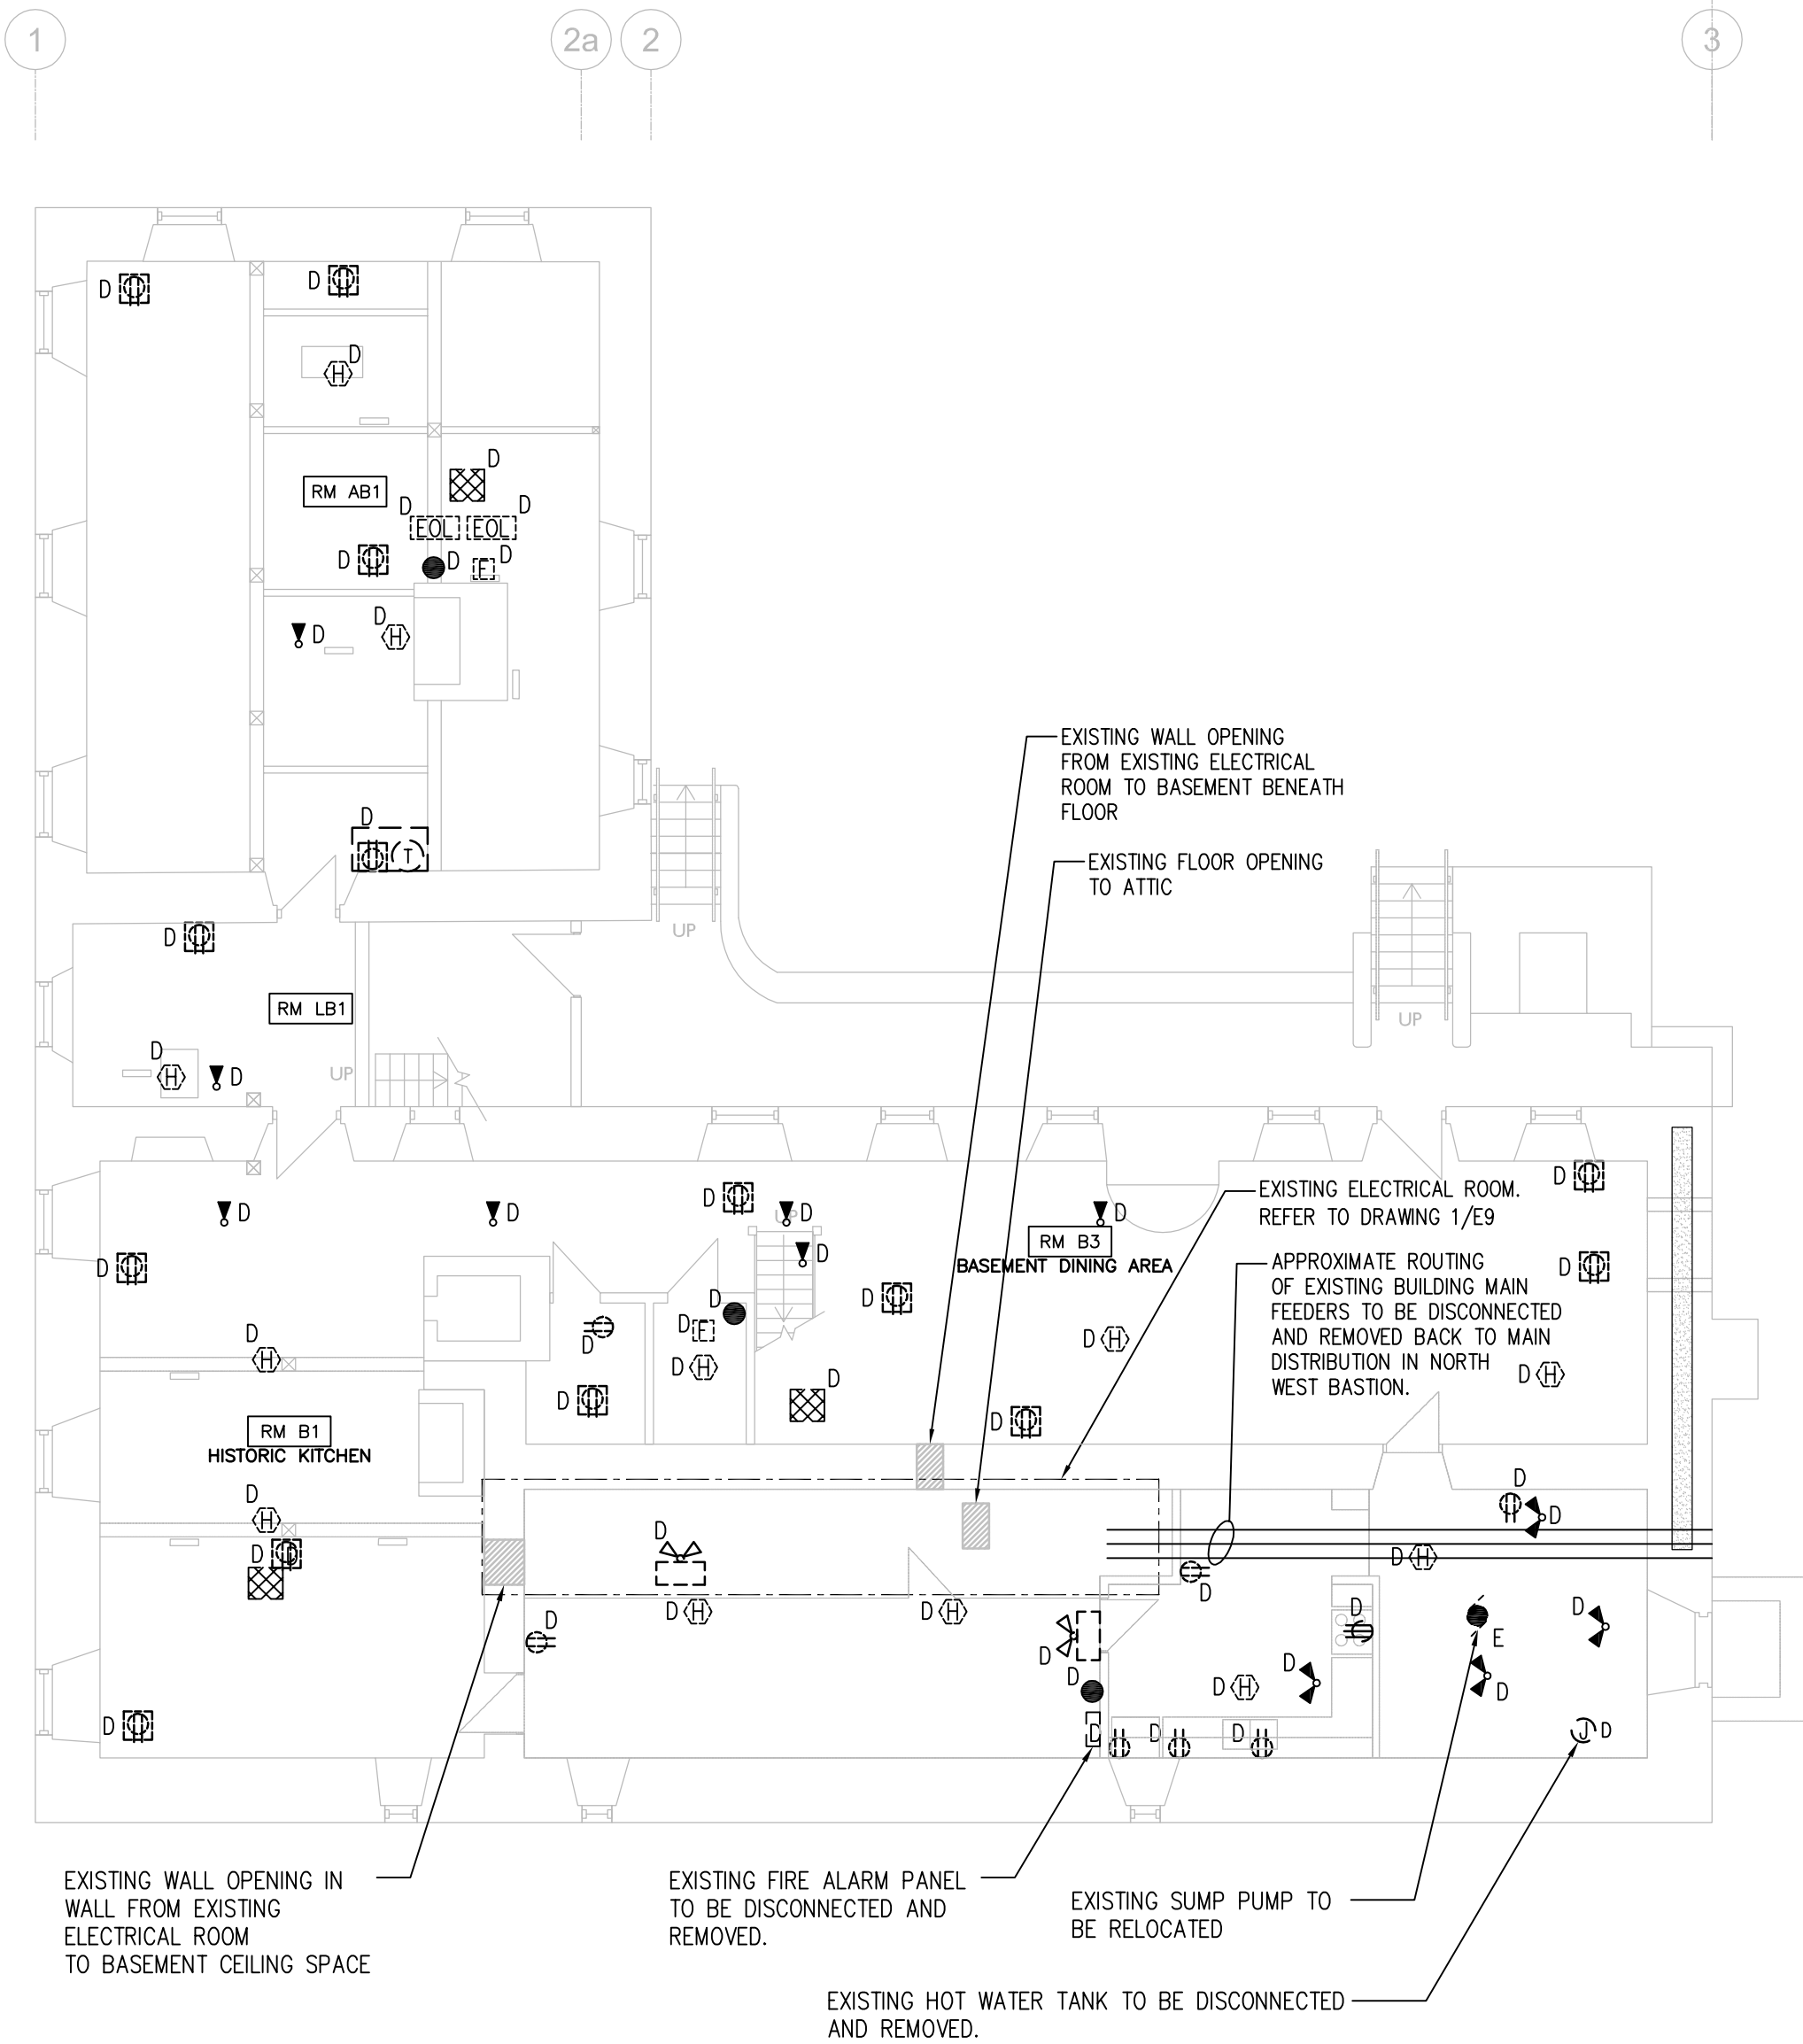 1
2a
2
3
D
D
D
H
D
RM AB1
D
D
EOL
EOL
D
D
E
D
D
D
H
D
EXISTING WALL OPENING
FROM EXISTING ELECTRICAL
ROOM TO BASEMENT BENEATH
FLOOR
D
T
EXISTING FLOOR OPENING
TO ATTIC
D
UP
RM LB1
UP
D
H
D
UP
D
D
D
D
D
UP
D
D
EXISTING ELECTRICAL ROOM.
REFER TO DRAWING 1/E9
RM B3
BASEMENT DINING AREA
D
D
APPROXIMATE ROUTING
OF EXISTING BUILDING MAIN
FEEDERS TO BE DISCONNECTED
AND REMOVED BACK TO MAIN
DISTRIBUTION IN NORTH
WEST BASTION.
D
D
D
E
D
D
H
D
H
D
H
D
H
D
D
D
RM B1
HISTORIC KITCHEN
D
H
D
D
D
D
D
D
H
D
D
H
D
H
D
D
D
D
E
D
D
H
D
D
D
D
D
D
D
J
D
EXISTING WALL OPENING IN
WALL FROM EXISTING
ELECTRICAL ROOM
TO BASEMENT CEILING SPACE
EXISTING FIRE ALARM PANEL
TO BE DISCONNECTED AND
REMOVED.
EXISTING SUMP PUMP TO
BE RELOCATED
EXISTING HOT WATER TANK TO BE DISCONNECTED
AND REMOVED.